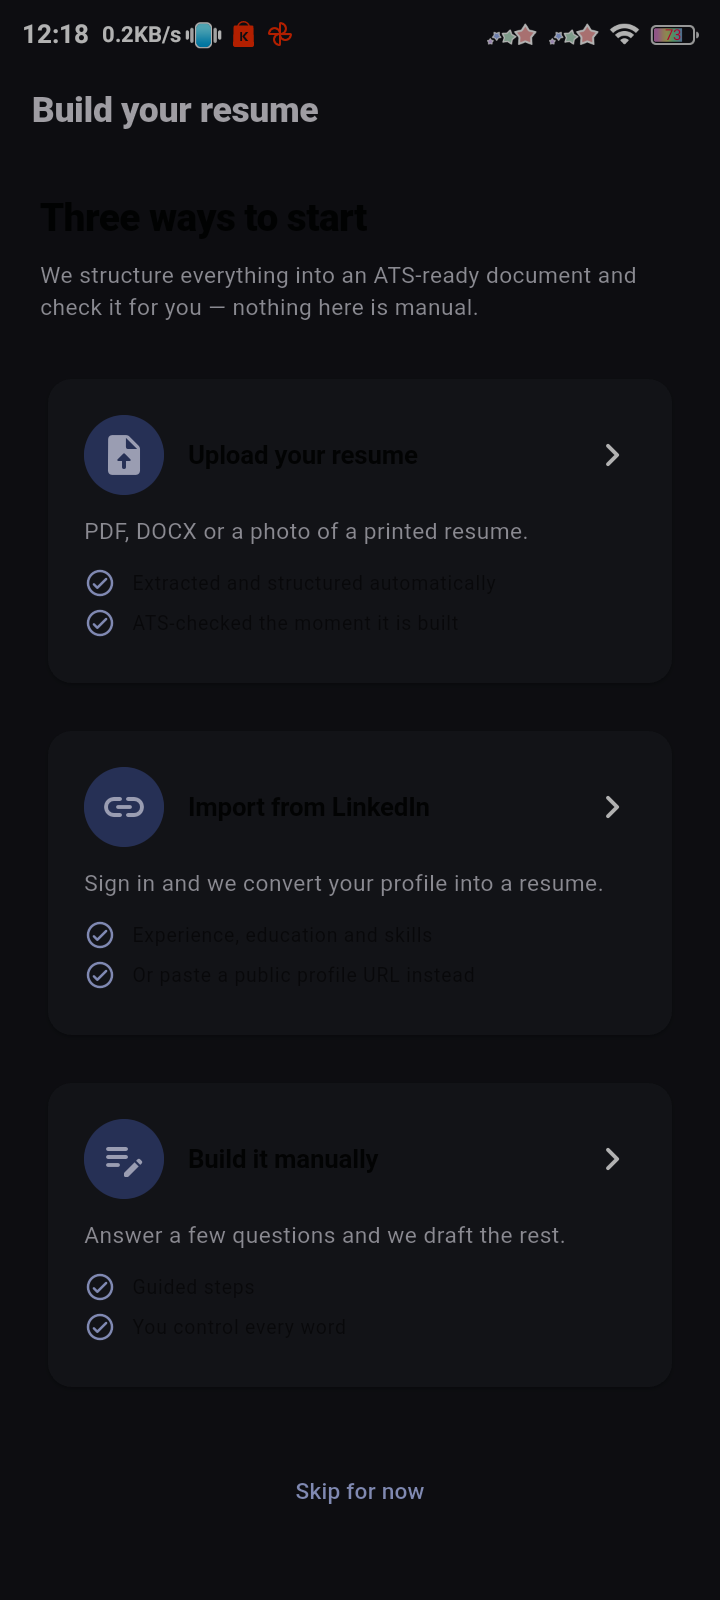 12:18 0.2KB/s K 73
Build your resume
Three ways to start
We structure everything into an ATS-ready document and
check it for you — nothing here is manual.
Upload your resume
PDF, DOCX or a photo of a printed resume.
Extracted and structured automatically
ATS-checked the moment it is built
Import from LinkedIn
Sign in and we convert your profile into a resume.
Experience, education and skills
Or paste a public profile URL instead
Build it manually
Answer a few questions and we draft the rest.
Guided steps
You control every word
Skip for now